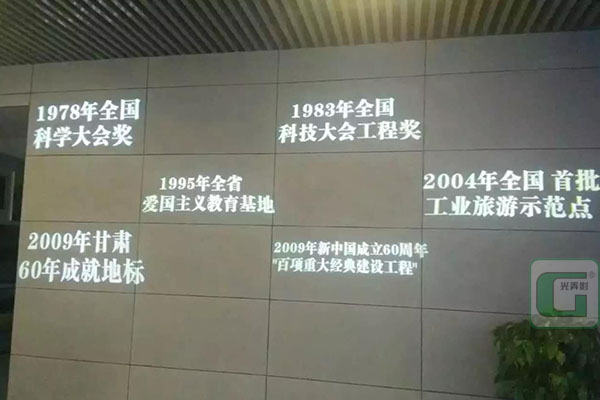 1978年全国
科学大会奖
1983年全国
科技大会工程奖
1995年全省
爱国主义教育基地
2004年全国 首批
工业旅游示范点
2009年甘肃
60年成就地标
2009年新中国成立60周年
"百项重大经典建设工程"
光青影®
G